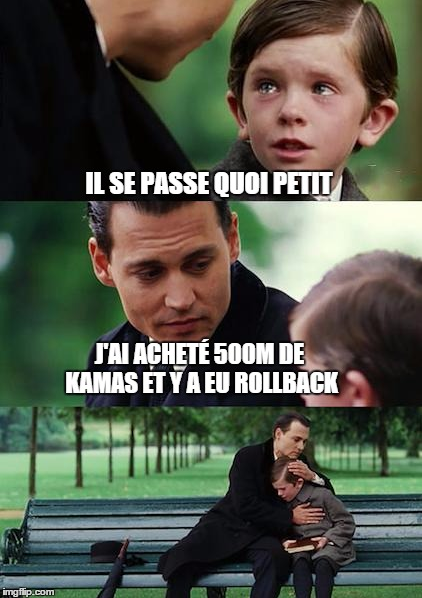 IL SE PASSE QUOI PETIT
J'AI ACHETÉ 500M DE
KAMAS ET Y A EU ROLLBACK
imgflip.com